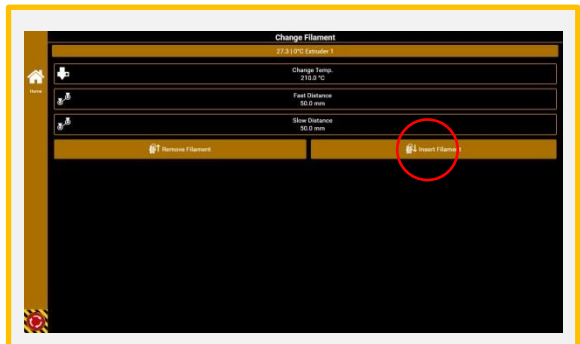 Change Filament
27.3 | 0°C Extruder 1
Change Temp.
210.0 °C
Home
Fast Distance
50.0 mm
Slow Distance
50.0 mm
Remove Filament
Insert Filament